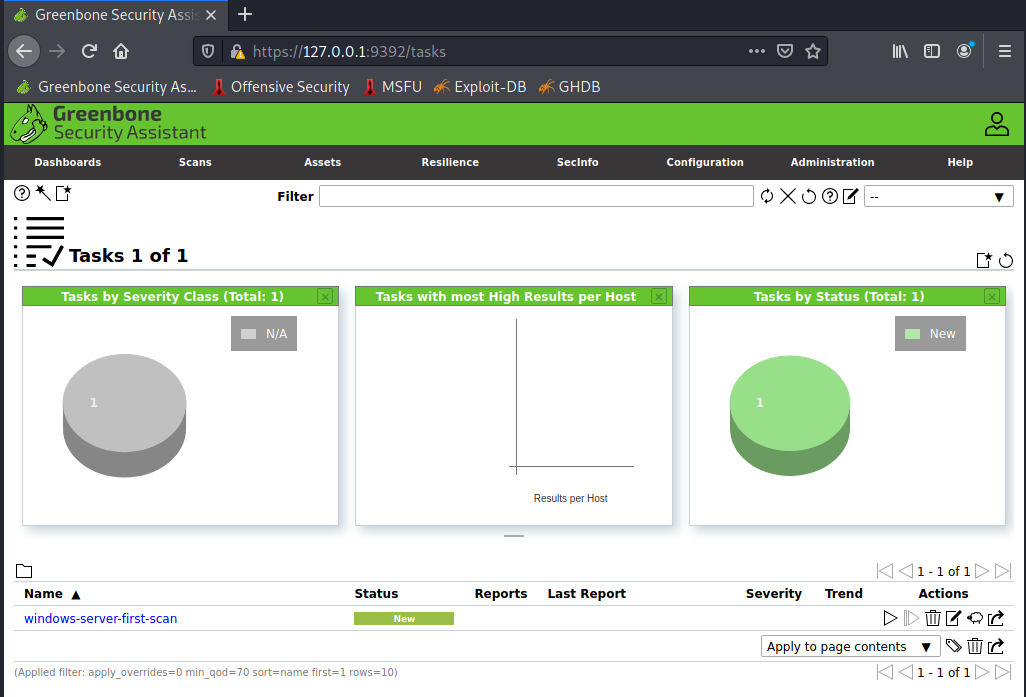 Greenbone Security Assis
https://127.0.0.1:9392/tasks
Greenbone Security As... Offensive Security MSFU Exploit-DB GHDB
Greenbone
Security Assistant
Dashboards Scans Assets Resilience SecInfo Configuration Administration Help
Filter --
Tasks 1 of 1
Tasks by Severity Class (Total: 1) Tasks with most High Results per Host Tasks by Status (Total: 1)
N/A New
1 1
Results per Host
1 - 1 of 1
Name ▲ Status Reports Last Report Severity Trend Actions
windows-server-first-scan New
Apply to page contents ▼
(Applied filter: apply_overrides=0 min_qod=70 sort=name first=1 rows=10) 1 - 1 of 1